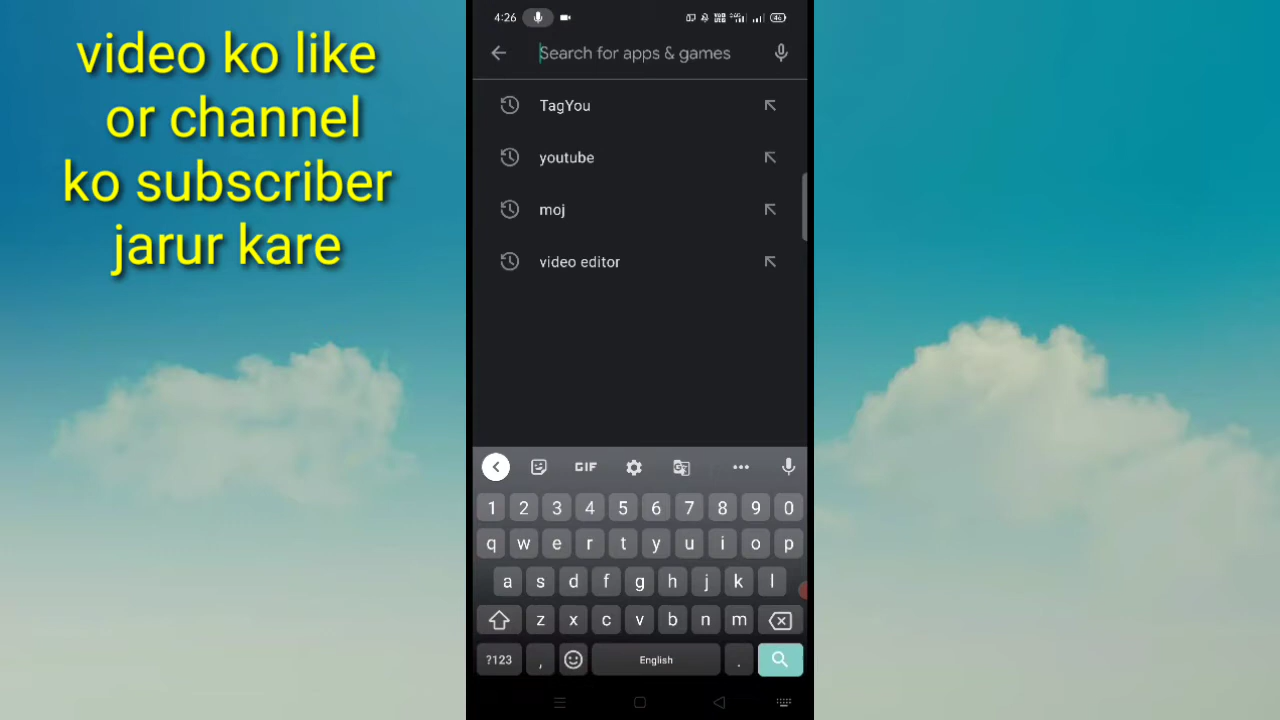 video ko like
or channel
ko subscriber
jarur kare
4:26
Search for apps & games
TagYou
youtube
moj
video editor
GIF
1 2 3 4 5 6 7 8 9 0
q w e r t y u i o p
a s d f g h j k l
z x c v b n m
?123 , English .